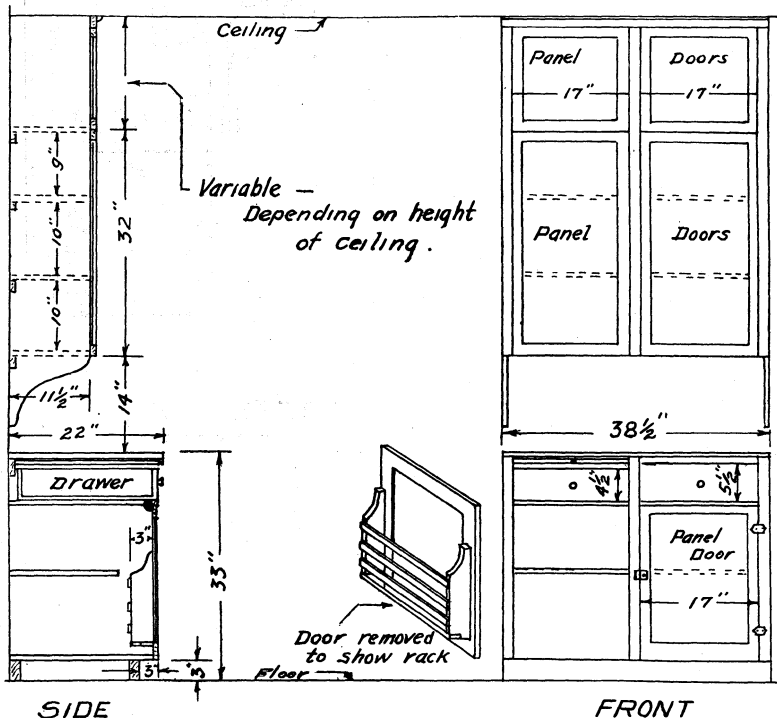 Ceiling
Panel
Doors
17"
17"
9"
Variable –
Depending on height
of ceiling.
32"
10"
Panel
Doors
10"
11½"
14"
22"
38½"
Drawer
4½"
5½"
3"
33"
Panel
Door
17"
Door removed
to show rack
3"
3"
Floor
SIDE
FRONT